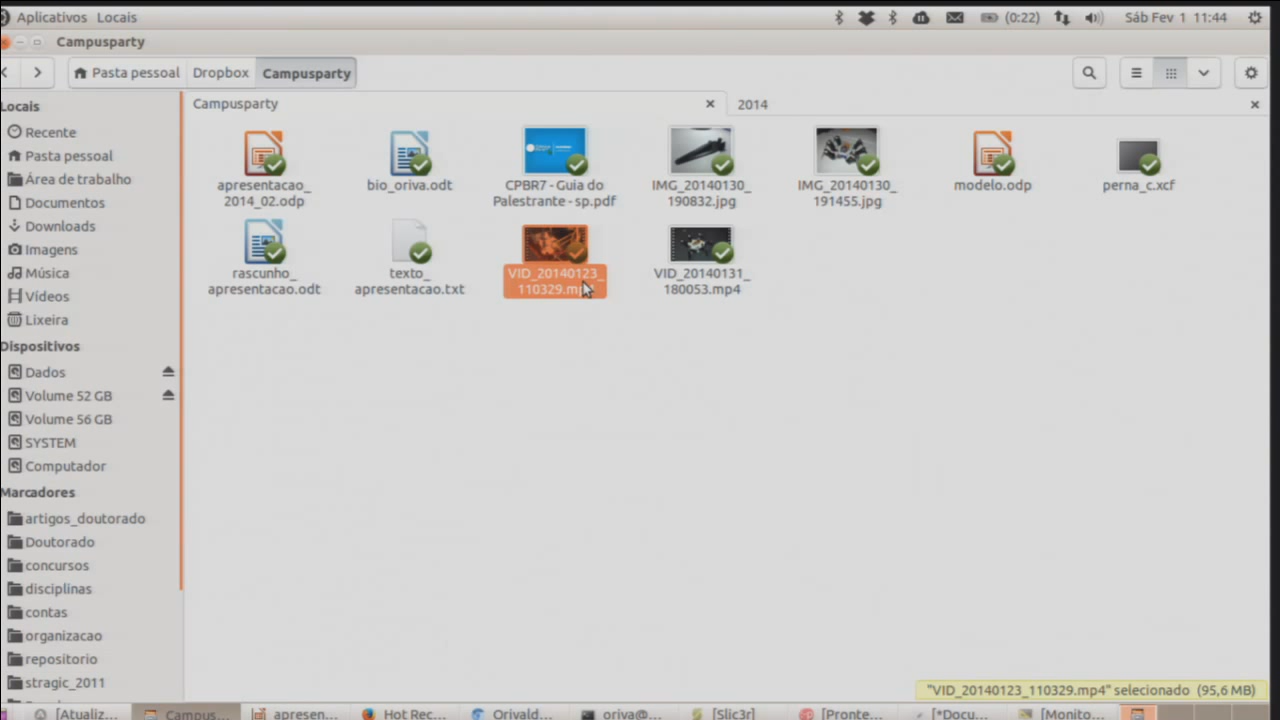 Aplicativos Locais
(0:22)
Sáb Fev 1 11:44
Campusparty
Pasta pessoal
Dropbox
Campusparty
Locais
Recente
Pasta pessoal
Área de trabalho
Documentos
Downloads
Imagens
Música
Vídeos
Lixeira
Dispositivos
Dados
Volume 52 GB
Volume 56 GB
SYSTEM
Computador
Marcadores
artigos_doutorado
Doutorado
concursos
disciplinas
contas
organizacao
repositorio
stragic_2011
Campusparty
2014
apresentacao_
2014_02.odp
bio_oriva.odt
CPBR7 - Guia do
Palestrante - sp.pdf
IMG_20140130_
190832.jpg
IMG_20140130_
191455.jpg
modelo.odp
perna_c.xcf
rascunho_
apresentacao.odt
texto_
apresentacao.txt
VID_20140123_
110329.mp4
VID_20140131_
180053.mp4
"VID_20140123_110329.mp4" selecionado (95,6 MB)
[Atualiz...
Campus...
apresen...
Hot Rec...
Orivald...
oriva@...
[Slic3r]
[Pronte...
[*Docu...
[Monito...